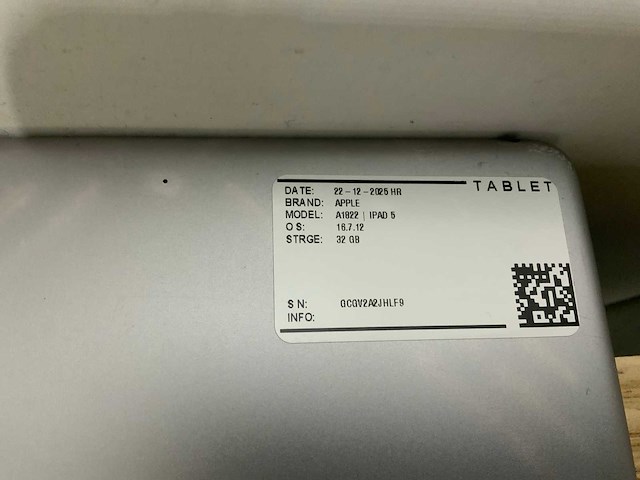 TABLET
DATE: 22-12-2025 HR
BRAND: APPLE
MODEL: A1822 | IPAD 5
OS: 16.7.12
STRGE: 32 GB
SN: GCGV2A2JHLF9
INFO: